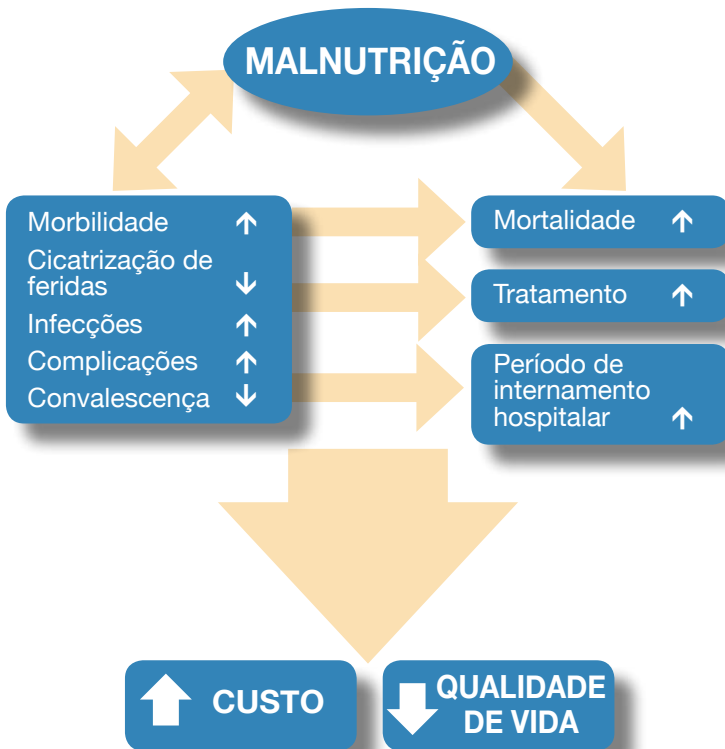 MALNUTRIÇÃO
Morbilidade ↑
Cicatrização de
feridas ↓
Infecções ↑
Complicações ↑
Convalescença ↓
Mortalidade ↑
Tratamento ↑
Período de
internamento
hospitalar ↑
CUSTO
QUALIDADE
DE VIDA